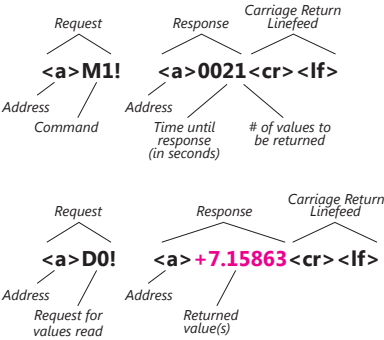 Request
Response
Carriage Return
Linefeed
<a>M1!
<a>0021<cr><lf>
Address
Command
Address
Time until
response
(in seconds)
# of values to
be returned
Request
Response
Carriage Return
Linefeed
<a>D0!
<a>+7.15863<cr><lf>
Address
Request for
values read
Address
Returned
value(s)